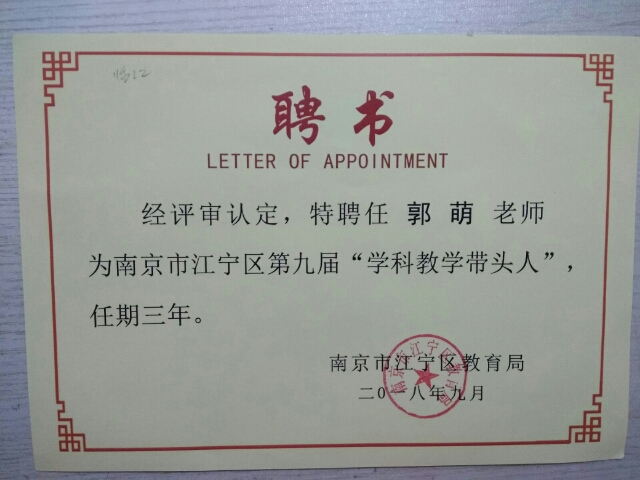 聘书
LETTER OF APPOINTMENT
经评审认定，特聘任 郭 萌 老师
为南京市江宁区第九届“学科教学带头人”，
任期三年。
南京市江宁区教育局
二〇一八年九月